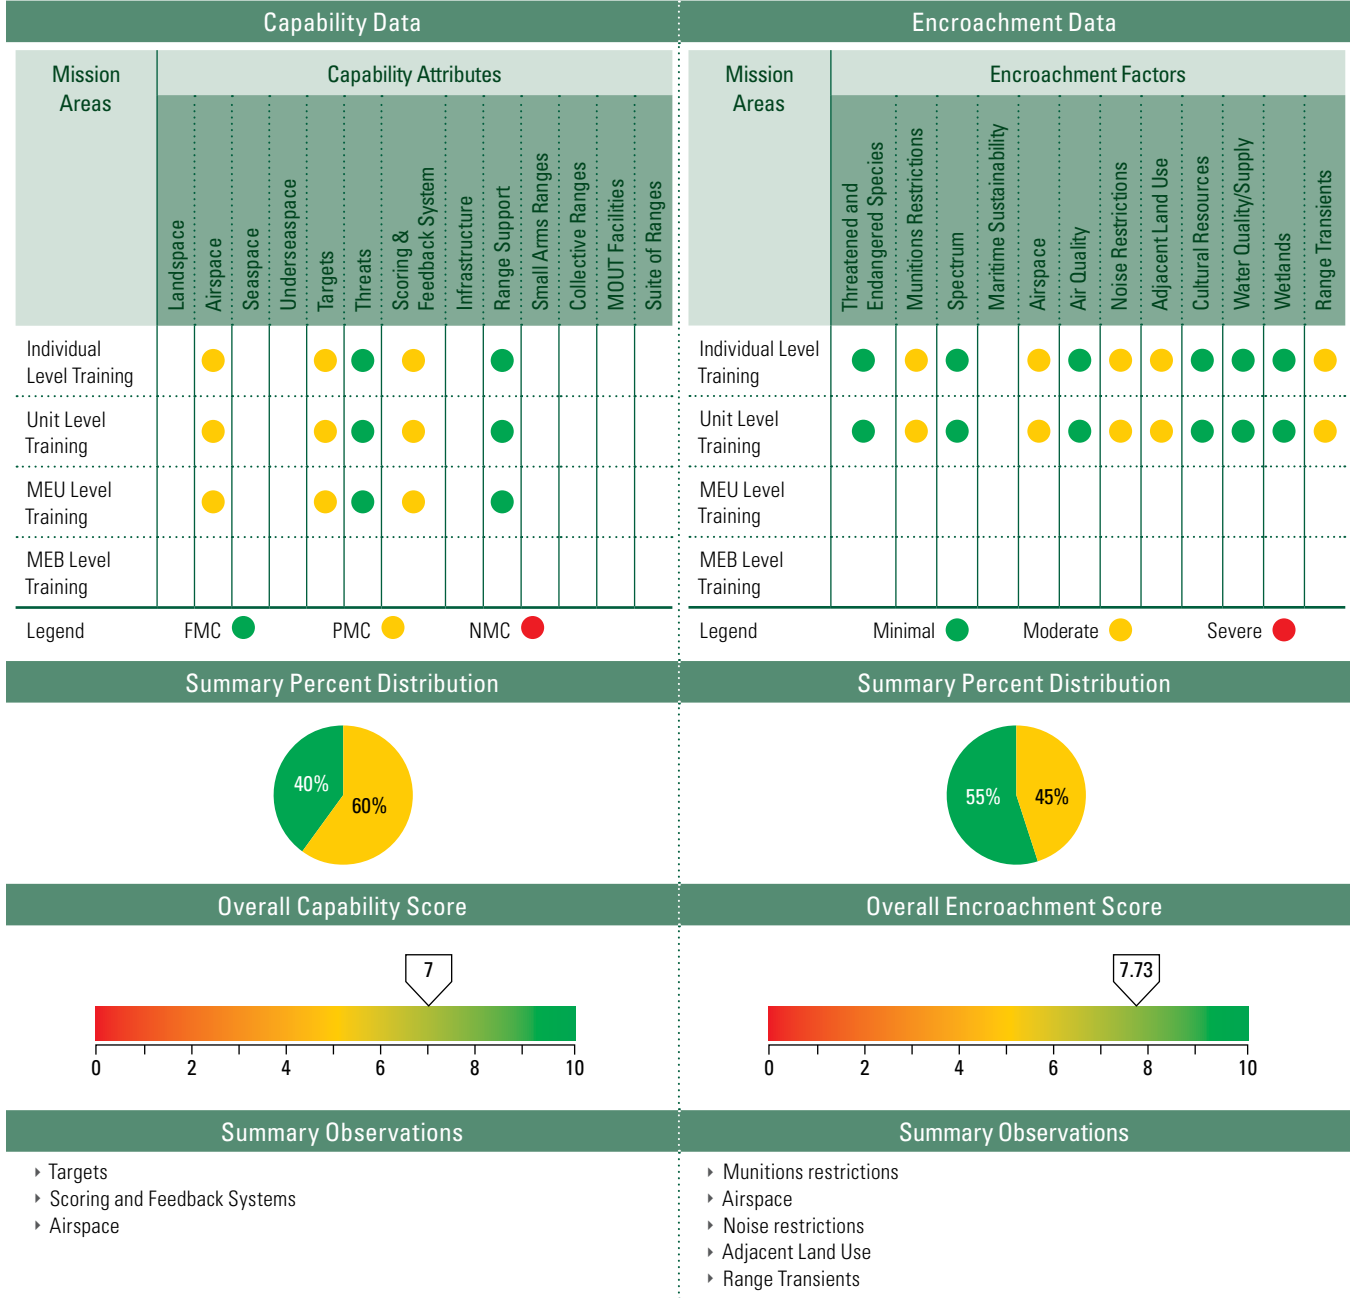 Capability Data
Mission
Areas
Capability Attributes
Landspace
Airspace
Seaspace
Underseaspace
Targets
Threats
Scoring &
Feedback System
Infrastructure
Range Support
Small Arms Ranges
Collective Ranges
MOUT Facilities
Suite of Ranges
Individual
Level Training
Unit Level
Training
MEU Level
Training
MEB Level
Training
Legend
FMC
PMC
NMC
Summary Percent Distribution
40%
60%
Overall Capability Score
7
0
2
4
6
8
10
Summary Observations
Targets
Scoring and Feedback Systems
Airspace
Encroachment Data
Mission
Areas
Encroachment Factors
Threatened and
Endangered Species
Munitions Restrictions
Spectrum
Maritime Sustainability
Airspace
Air Quality
Noise Restrictions
Adjacent Land Use
Cultural Resources
Water Quality/Supply
Wetlands
Range Transients
Individual Level
Training
Unit Level
Training
MEU Level
Training
MEB Level
Training
Legend
Minimal
Moderate
Severe
Summary Percent Distribution
55%
45%
Overall Encroachment Score
7.73
0
2
4
6
8
10
Summary Observations
Munitions restrictions
Airspace
Noise restrictions
Adjacent Land Use
Range Transients